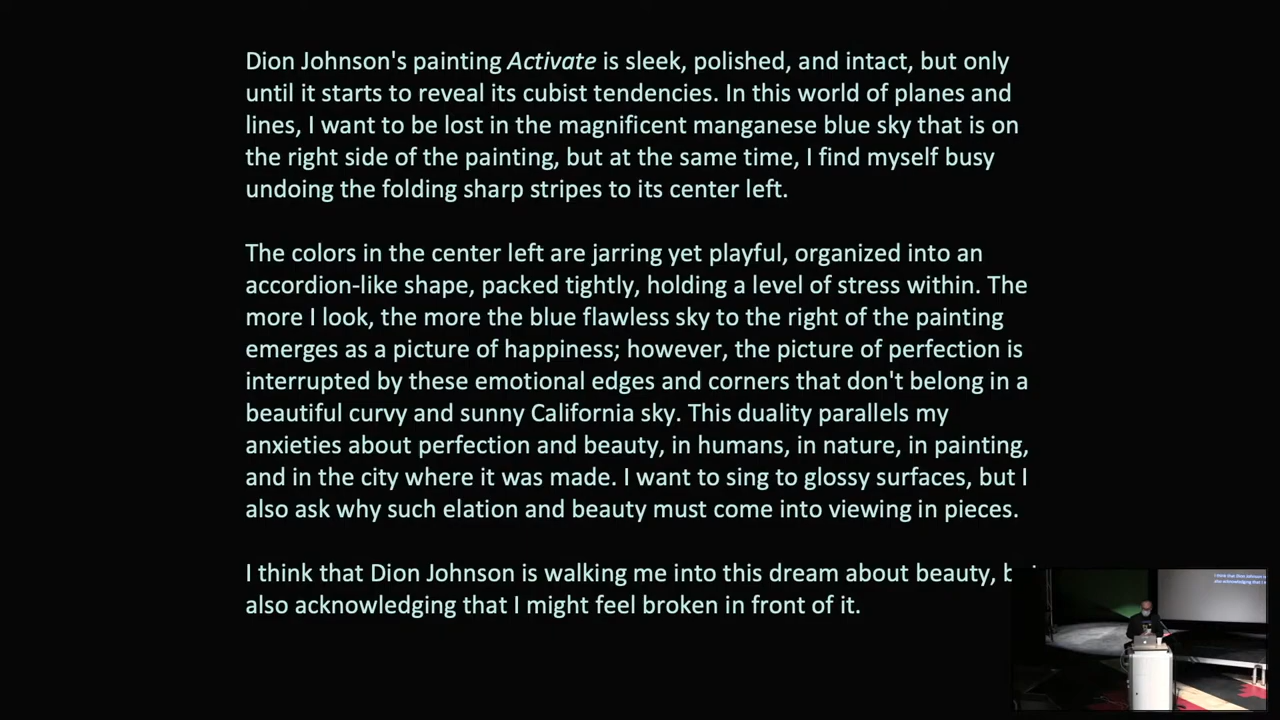 Dion Johnson's painting Activate is sleek, polished, and intact, but only
until it starts to reveal its cubist tendencies. In this world of planes and
lines, I want to be lost in the magnificent manganese blue sky that is on
the right side of the painting, but at the same time, I find myself busy
undoing the folding sharp stripes to its center left.
The colors in the center left are jarring yet playful, organized into an
accordion-like shape, packed tightly, holding a level of stress within. The
more I look, the more the blue flawless sky to the right of the painting
emerges as a picture of happiness; however, the picture of perfection is
interrupted by these emotional edges and corners that don't belong in a
beautiful curvy and sunny California sky. This duality parallels my
anxieties about perfection and beauty, in humans, in nature, in painting,
and in the city where it was made. I want to sing to glossy surfaces, but I
also ask why such elation and beauty must come into viewing in pieces.
I think that Dion Johnson is walking me into this dream about beauty,
also acknowledging that I might feel broken in front of it.